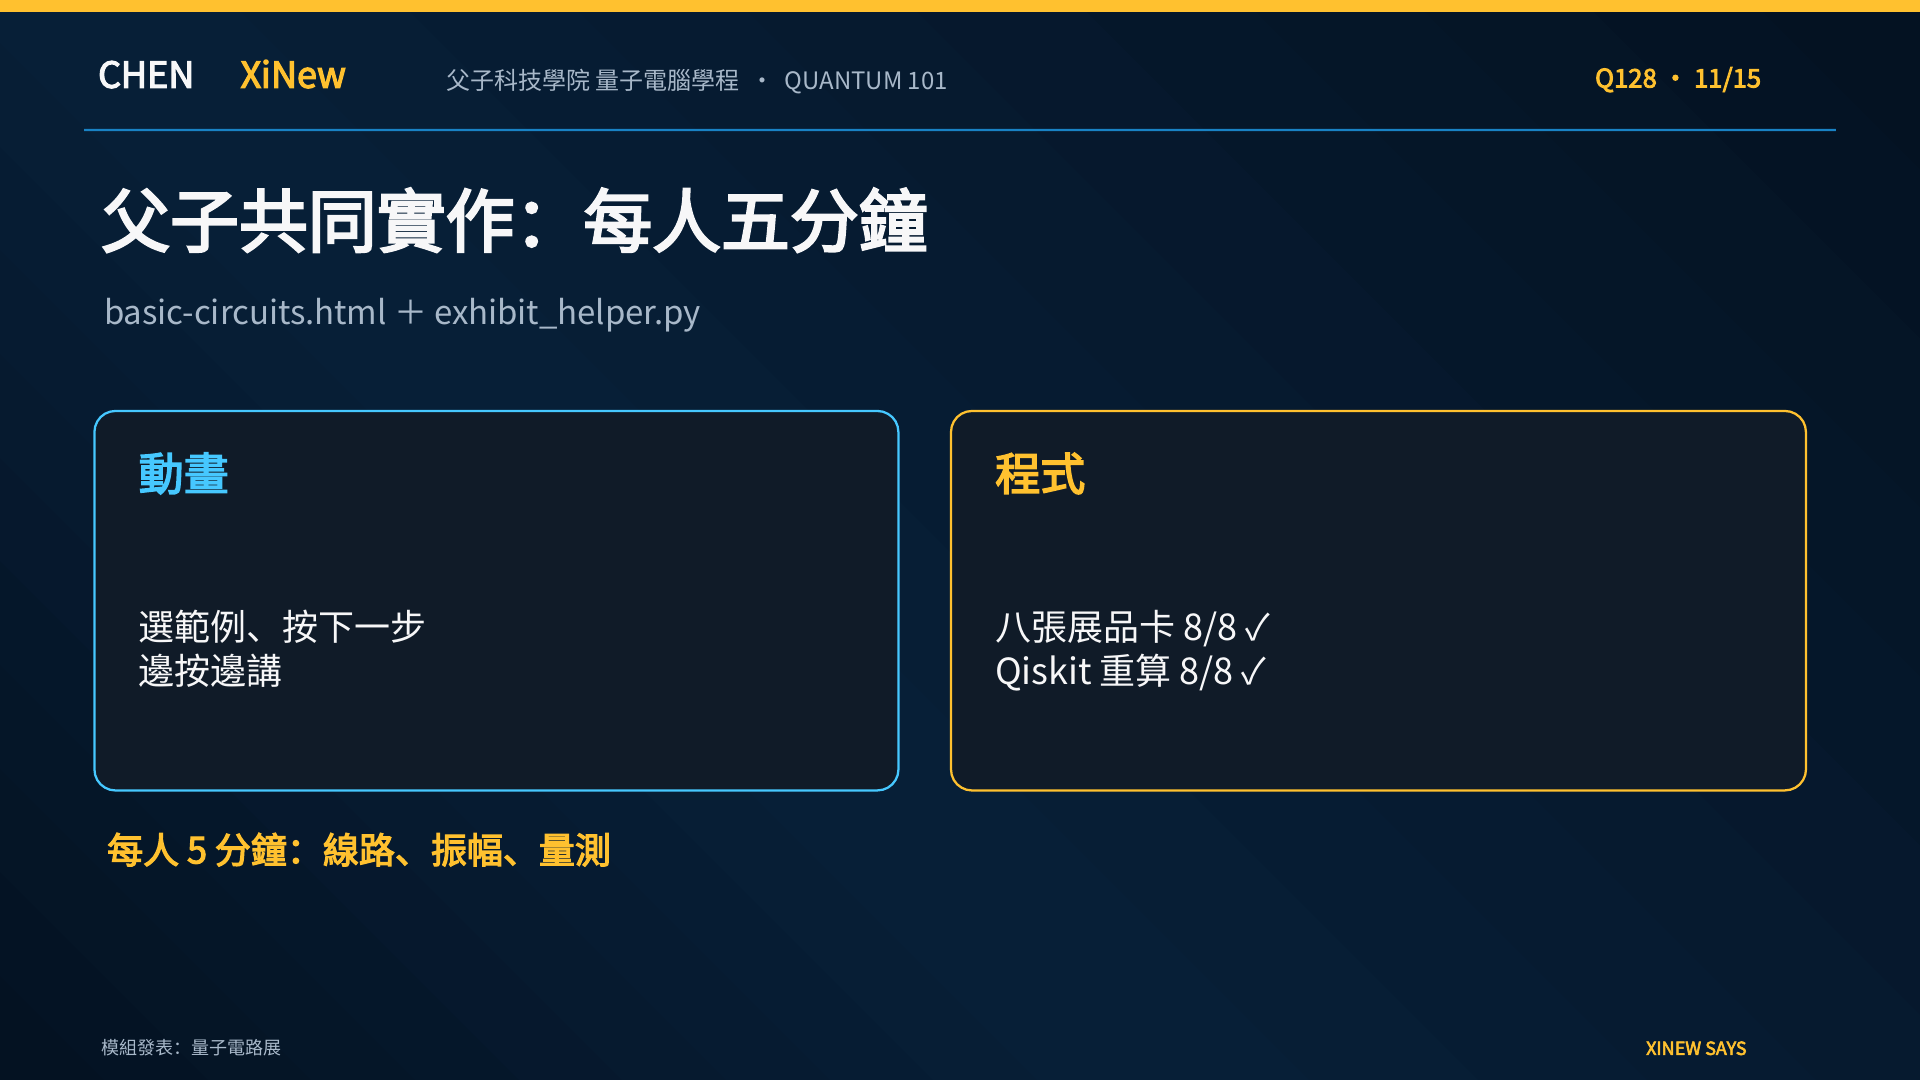 CHEN XiNew 父子科技學院 量子電腦學程 · QUANTUM 101 Q128 · 11/15
父子共同實作：每人五分鐘
basic-circuits.html＋exhibit_helper.py
動畫
選範例、按下一步
邊按邊講
程式
八張展品卡 8/8 ✓
Qiskit 重算 8/8 ✓
每人 5 分鐘：線路、振幅、量測
模組發表：量子電路展
XINEW SAYS